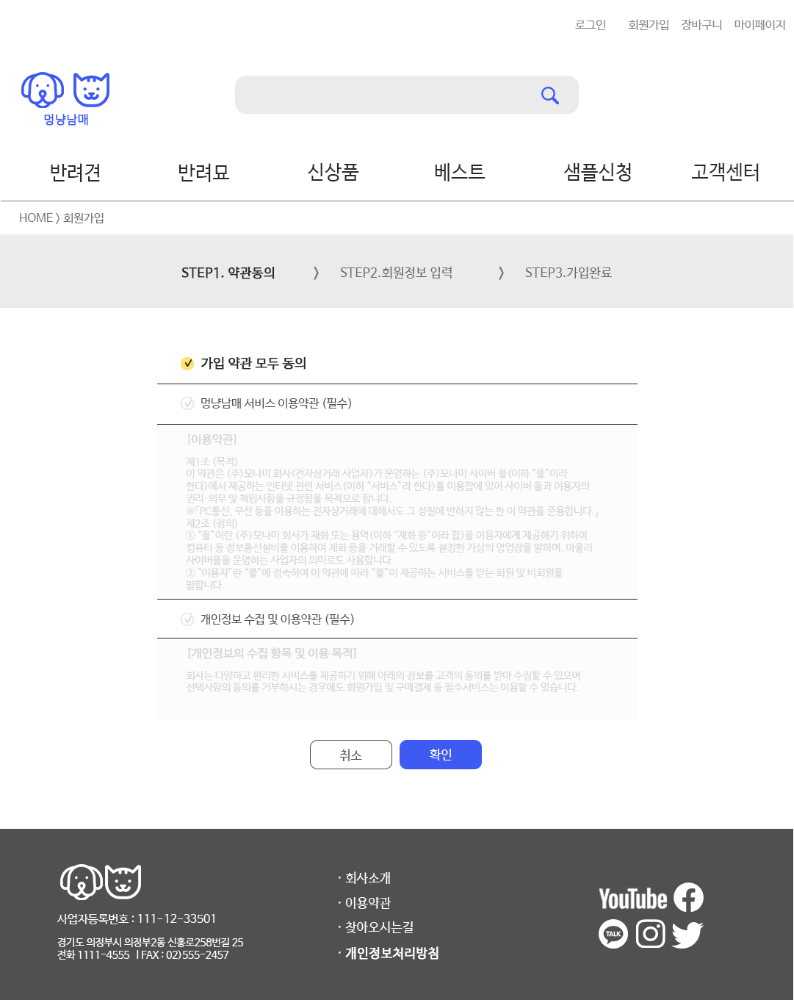 로그인 회원가입 장바구니 마이페이지
멍냥남매
반려견 반려묘 신상품 베스트 샘플신청 고객센터
HOME > 회원가입
STEP1. 약관동의 > STEP2.회원정보 입력 > STEP3.가입완료
가입 약관 모두 동의
멍냥남매 서비스 이용약관 (필수)
[이용약관]
제1조 (목적)
이 약관은 (주)모나미 회사(전자상거래 사업자)가 운영하는 (주)모나미 사이버 몰(이하 “몰”이라
한다)에서 제공하는 인터넷 관련 서비스(이하 “서비스”라 한다)를 이용함에 있어 사이버 몰과 이용자의
권리·의무 및 책임사항을 규정함을 목적으로 합니다.
※「PC통신, 무선 등을 이용하는 전자상거래에 대해서도 그 성질에 반하지 않는 한 이 약관을 준용합니다.」
제2조 (정의)
① “몰”이란 (주)모나미 회사가 재화 또는 용역(이하 “재화 등”이라 함)을 이용자에게 제공하기 위하여
컴퓨터 등 정보통신설비를 이용하여 재화 등을 거래할 수 있도록 설정한 가상의 영업장을 말하며, 아울러
사이버몰을 운영하는 사업자의 의미로도 사용합니다.
② “이용자”란 “몰”에 접속하여 이 약관에 따라 “몰”이 제공하는 서비스를 받는 회원 및 비회원을
말합니다.
개인정보 수집 및 이용약관 (필수)
[개인정보의 수집 항목 및 이용 목적]
회사는 다양하고 편리한 서비스를 제공하기 위해 아래의 정보를 고객의 동의를 받아 수집할 수 있으며
선택사항의 동의를 거부하시는 경우에도 회원가입 및 구매결제 등 필수서비스는 이용할 수 있습니다.
취소 확인
사업자등록번호 : 111-12-33501
경기도 의정부시 의정부2동 신흥로258번길 25
전화 1111-4555 | FAX : 02)555-2457
· 회사소개
· 이용약관
· 찾아오시는길
· 개인정보처리방침
YouTube
TALK